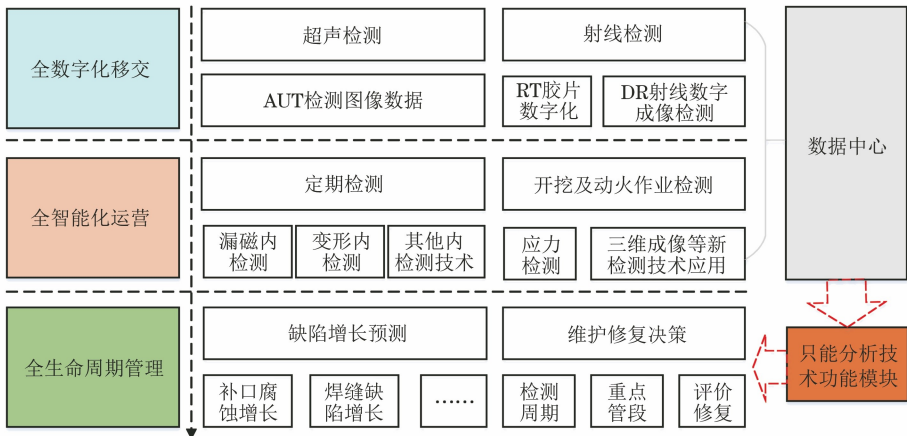 全数字化移交
超声检测
射线检测
AUT检测图像数据
RT胶片
数字化
DR射线数字
成像检测
数据中心
全智能化运营
定期检测
开挖及动火作业检测
漏磁内
检测
变形内
检测
其他内
检测技术
应力
检测
三维成像等新
检测技术应用
全生命周期管理
缺陷增长预测
维护修复决策
补口腐
蚀增长
焊缝缺
陷增长
……
检测
周期
重点
管段
评价
修复
只能分析技
术功能模块